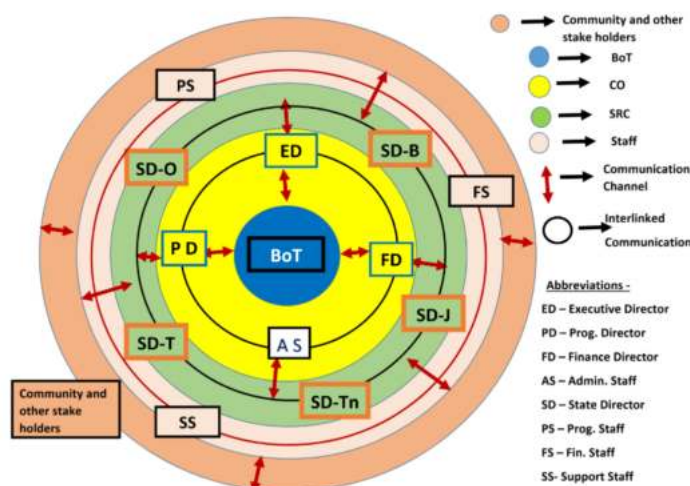 PS
ED
SD-B
SD-O
FS
P D
BoT
FD
SD-J
SD-T
A S
SD-Tn
SS
Community and
other stake
holders
Community and other
stake holders
BoT
CO
SRC
Staff
Communication
Channel
Interlinked
Communication
Abbreviations -
ED – Executive Director
PD – Prog. Director
FD – Finance Director
AS – Admin. Staff
SD – State Director
PS – Prog. Staff
FS – Fin. Staff
SS- Support Staff